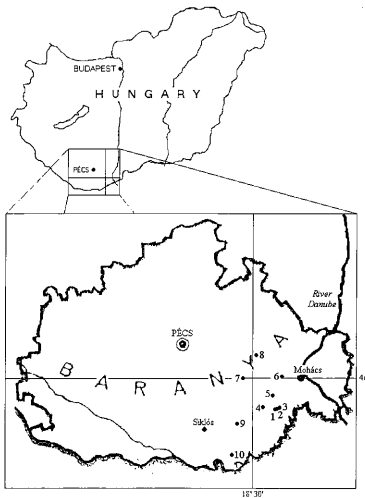 BUDAPEST
HUNGARY
PÉCS
River
Danube
PÉCS
8
BARANYA
7
6
Mohács
4
5
4
3
1
2
Siklós
9
10
18°30'